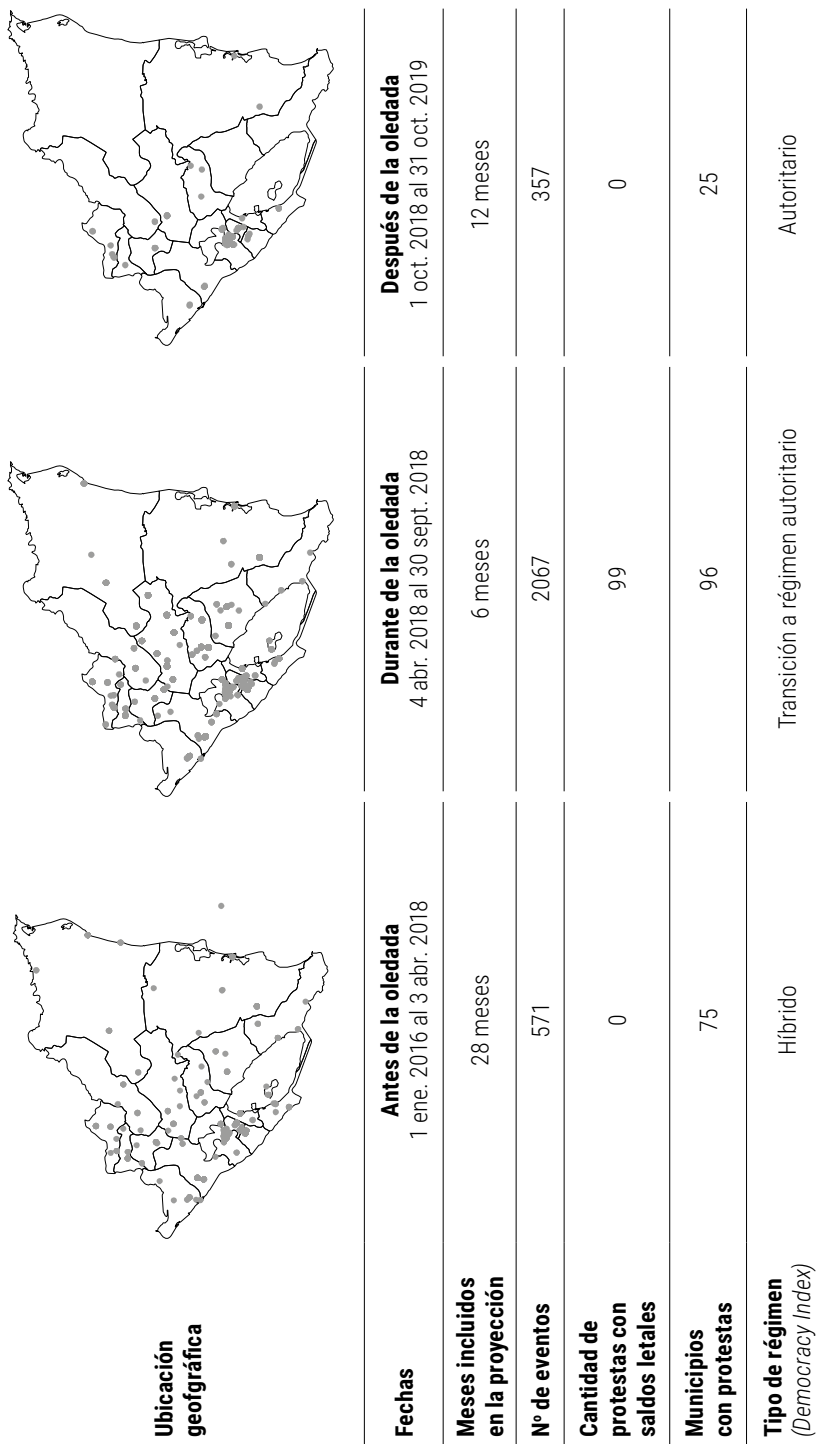 Ubicación
geofgráfica
Fechas
Antes de la oledada
1 ene. 2016 al 3 abr. 2018
Durante de la oledada
4 abr. 2018 al 30 sept. 2018
Después de la oledada
1 oct. 2018 al 31 oct. 2019
Meses incluidos
en la proyección
28 meses
6 meses
12 meses
Nº de eventos
571
2067
357
Cantidad de
protestas con
saldos letales
0
99
0
Municipios
con protestas
75
96
25
Tipo de régimen
(Democracy Index)
Híbrido
Transición a régimen autoritario
Autoritario